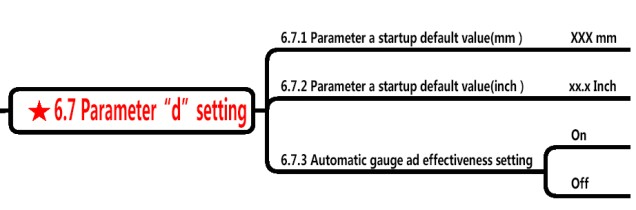 6.7.1 Parameter a startup default value(mm )
XXX mm
6.7.2 Parameter a startup default value(inch )
xx.x Inch
★ 6.7 Parameter “d” setting
6.7.3 Automatic gauge ad effectiveness setting
On
Off